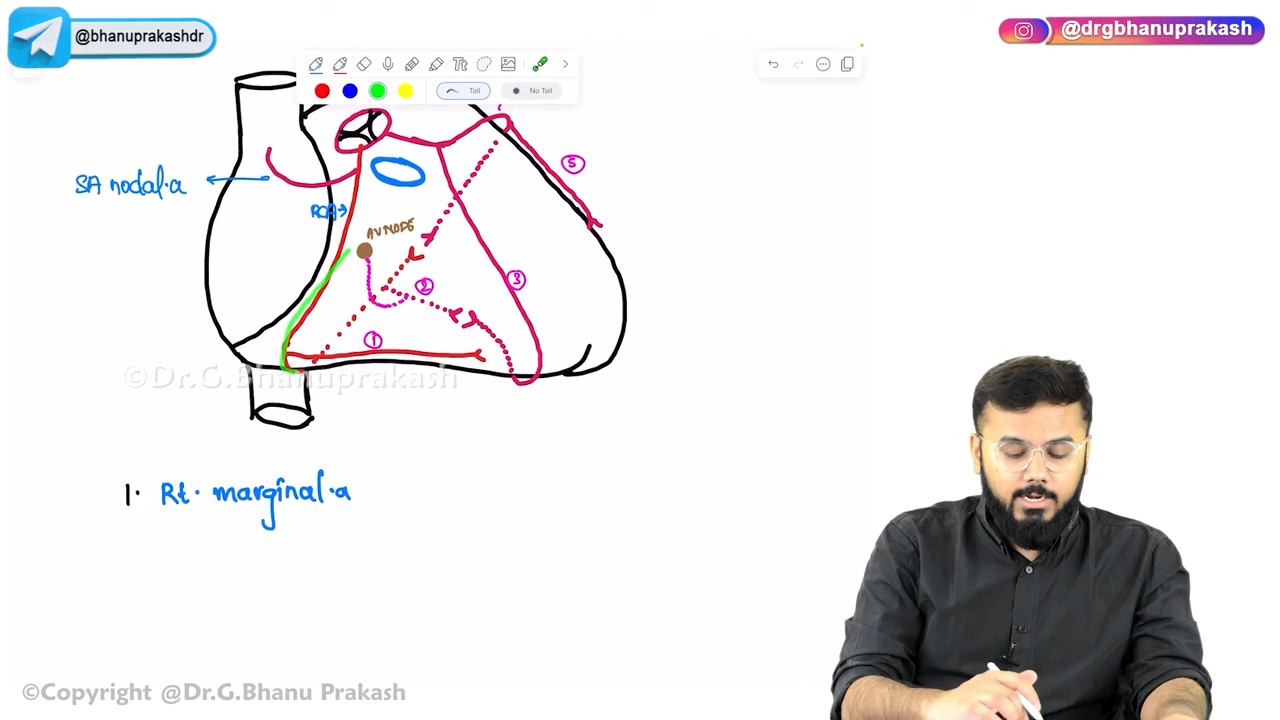 @bhanuprakashdr
@drgbhanuprakash
Tt
Tail
No Tail
SA nodal.a
RCA→
AV NODE
5
2
3
1
©Dr.G.Bhanuprakash
1. Rt. marginal.a
©Copyright @Dr.G.Bhanu Prakash